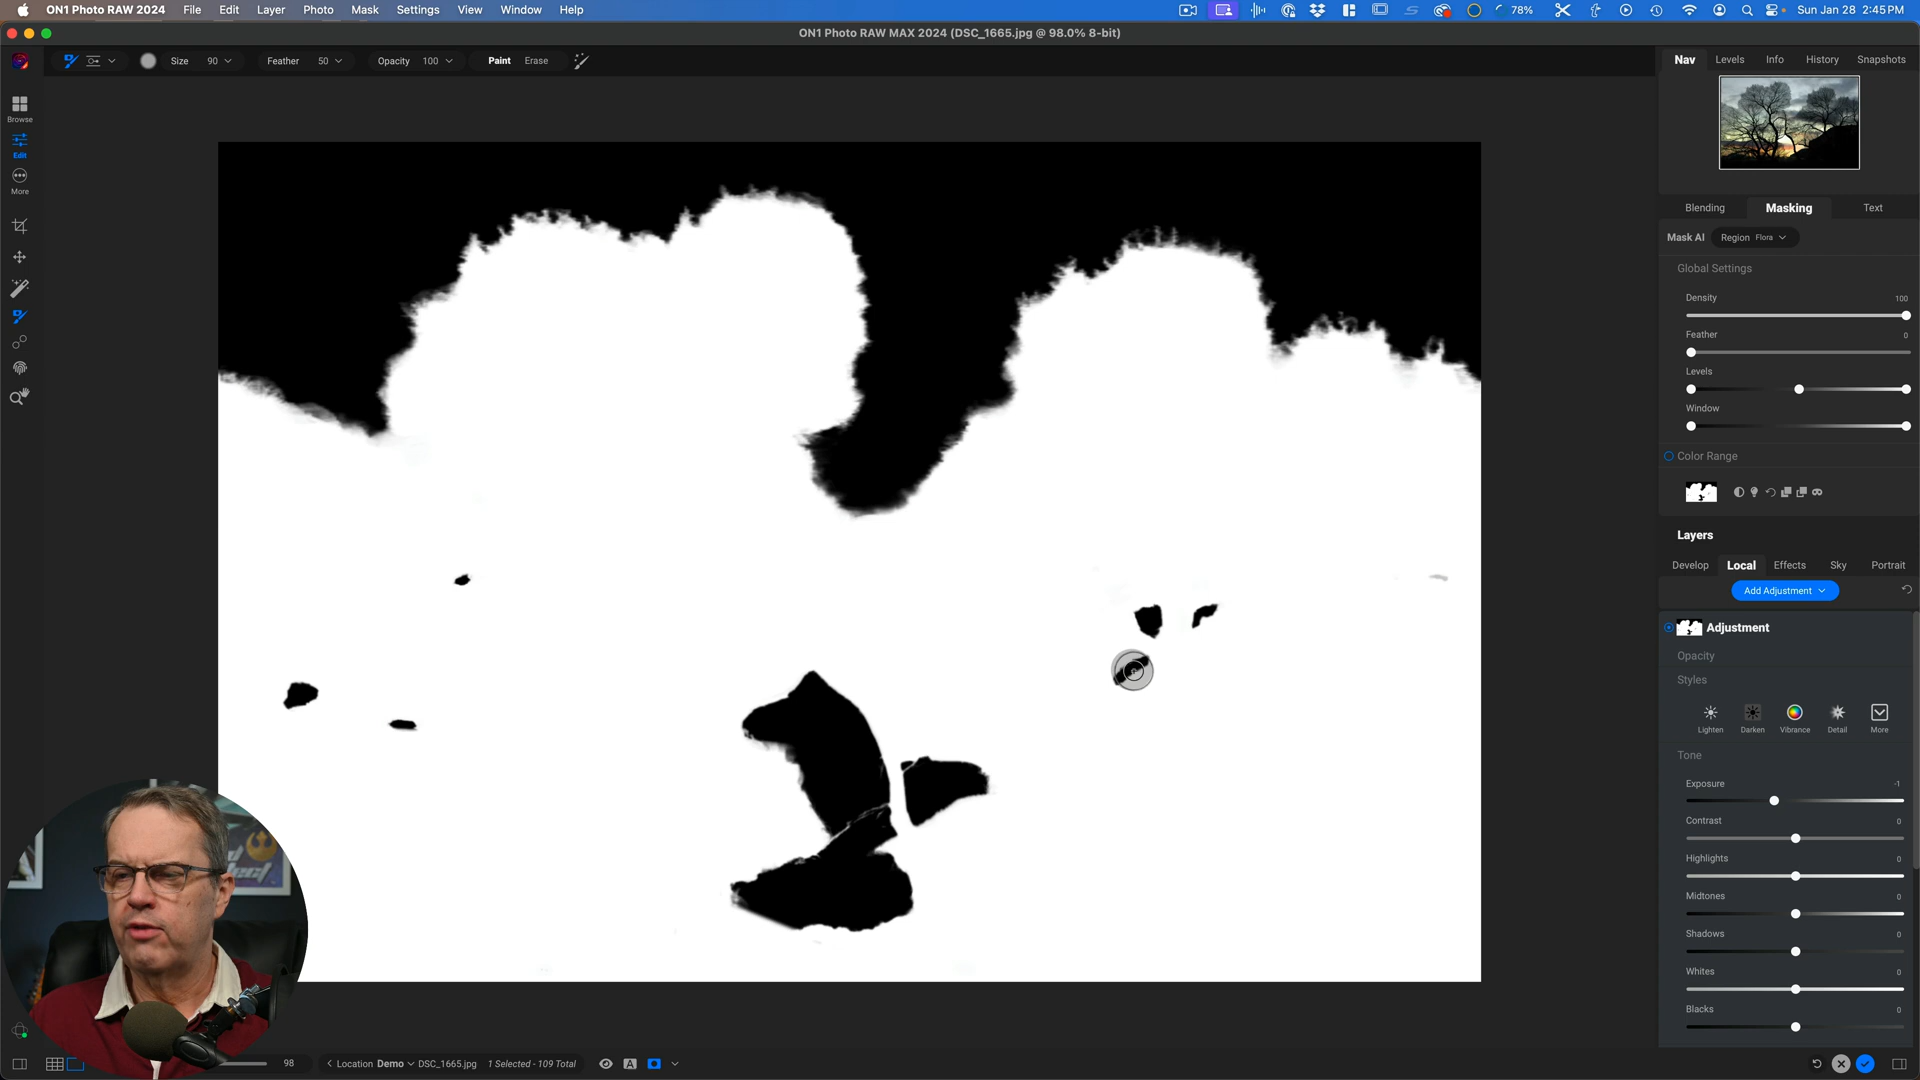 ON1 Photo RAW 2024 File Edit Layer Photo Mask Settings View Window Help 78% Sun Jan 28 2:45 PM
ON1 Photo RAW MAX 2024 (DSC_1665.jpg @ 98.0% 8-bit)
Size 90 Feather 50 Opacity 100 Paint Erase
Nav Levels Info History Snapshots
Browse
Edit
More
Blending Masking Text
Mask AI Region Flora
Global Settings
Density 100
Feather 0
Levels
Window
Color Range
Layers
Develop Local Effects Sky Portrait
Add Adjustment
Adjustment
Opacity
Styles
Lighten Darken Vibrance Detail More
Tone
Exposure -1
Contrast 0
Highlights 0
Midtones 0
Shadows 0
Whites 0
Blacks 0
98 Location Demo DSC_1665.jpg 1 Selected - 109 Total